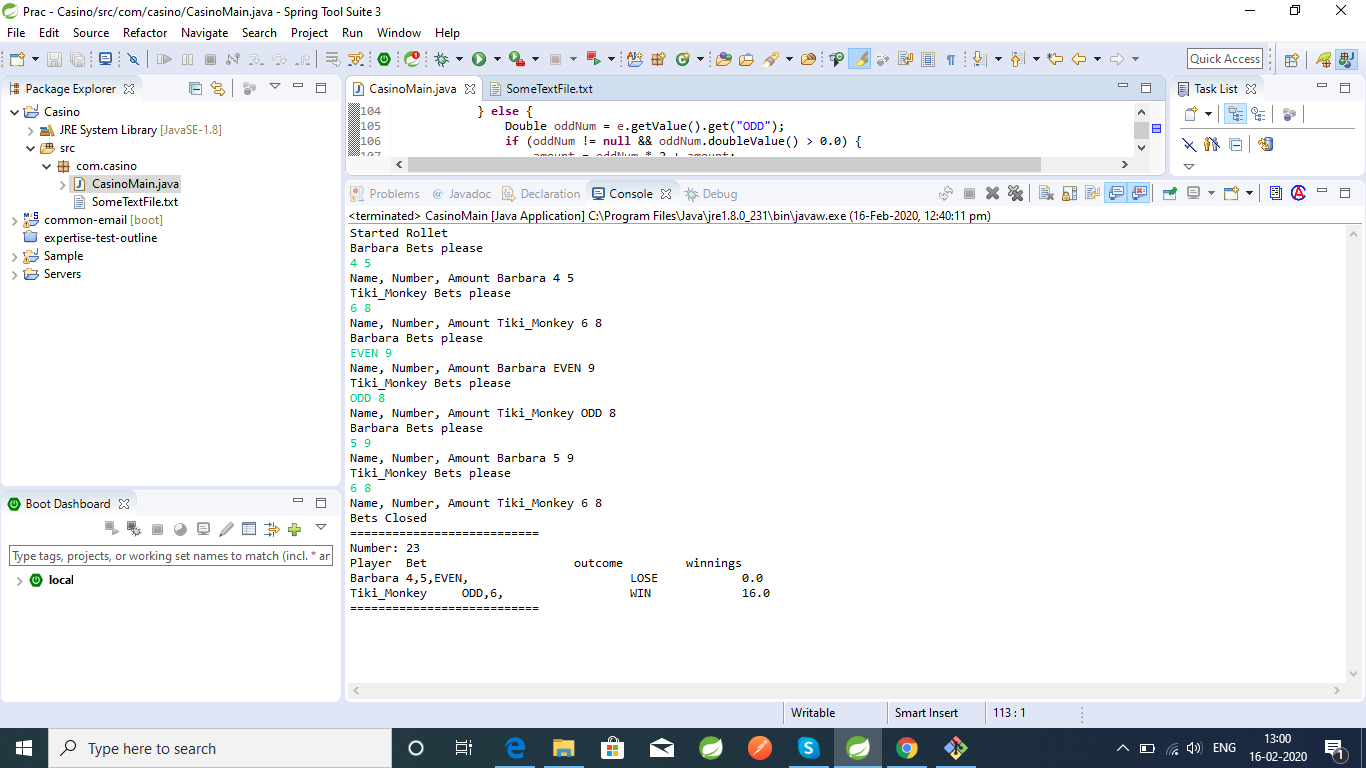 Prac - Casino/src/com/casino/CasinoMain.java - Spring Tool Suite 3
File Edit Source Refactor Navigate Search Project Run Window Help
Quick Access
Package Explorer
Casino
JRE System Library [JavaSE-1.8]
src
com.casino
CasinoMain.java
SomeTextFile.txt
common-email [boot]
expertise-test-outline
Sample
Servers
Boot Dashboard
Type tags, projects, or working set names to match (incl. * ar
local
CasinoMain.java SomeTextFile.txt
104 } else {
105 Double oddNum = e.getValue().get("ODD");
106 if (oddNum != null && oddNum.doubleValue() > 0.0) {
107 amount = oddNum * 2 + amount;
Task List
Problems @ Javadoc Declaration Console Debug
<terminated> CasinoMain [Java Application] C:\Program Files\Java\jre1.8.0_231\bin\javaw.exe (16-Feb-2020, 12:40:11 pm)
Started Rollet
Barbara Bets please
4 5
Name, Number, Amount Barbara 4 5
Tiki_Monkey Bets please
6 8
Name, Number, Amount Tiki_Monkey 6 8
Barbara Bets please
EVEN 9
Name, Number, Amount Barbara EVEN 9
Tiki_Monkey Bets please
ODD 8
Name, Number, Amount Tiki_Monkey ODD 8
Barbara Bets please
5 9
Name, Number, Amount Barbara 5 9
Tiki_Monkey Bets please
6 8
Name, Number, Amount Tiki_Monkey 6 8
Bets Closed
===========================
Number: 23
Player Bet outcome winnings
Barbara 4,5,EVEN, LOSE 0.0
Tiki_Monkey ODD,6, WIN 16.0
===========================
Writable Smart Insert 113 : 1
Type here to search
ENG
13:00
16-02-2020
1